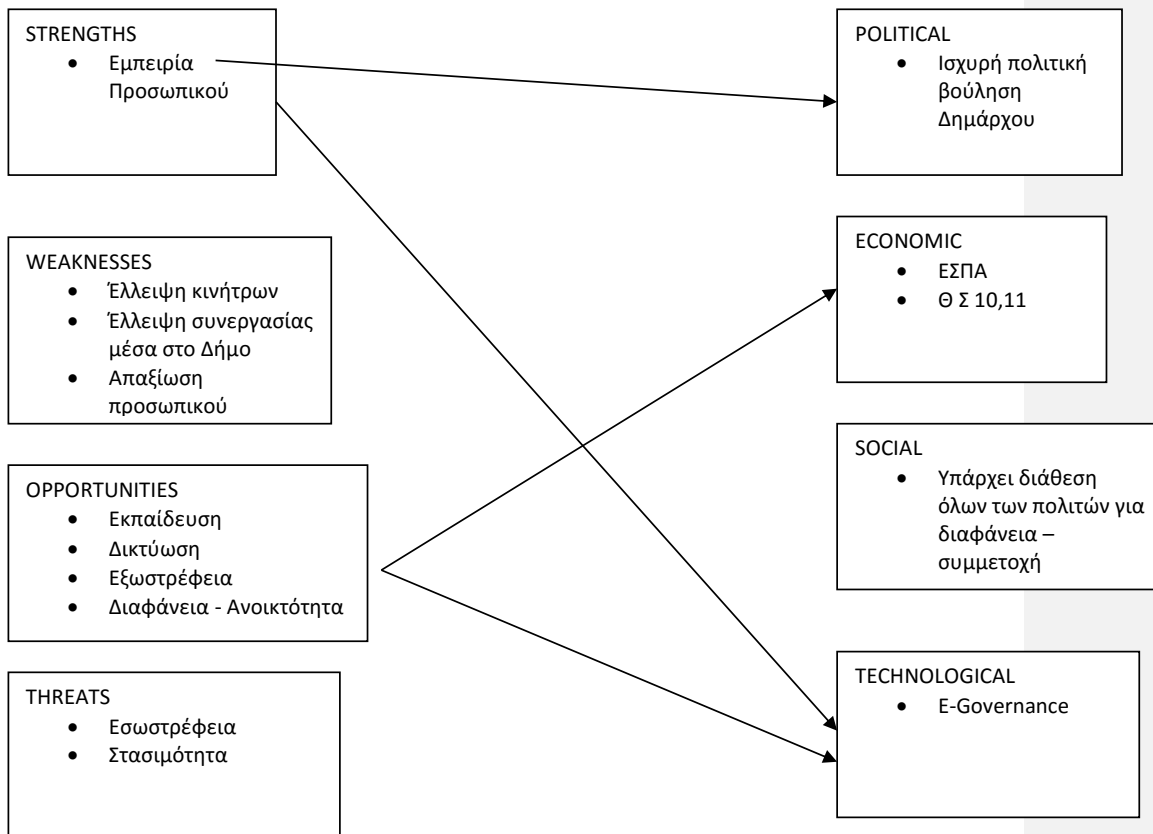 STRENGTHS
• Εμπειρία
Προσωπικού
WEAKNESSES
• Έλλειψη κινήτρων
• Έλλειψη συνεργασίας
μέσα στο Δήμο
• Απαξίωση
προσωπικού
OPPORTUNITIES
• Εκπαίδευση
• Δικτύωση
• Εξωστρέφεια
• Διαφάνεια - Ανοικτότητα
THREATS
• Εσωστρέφεια
• Στασιμότητα
POLITICAL
• Ισχυρή πολιτική
βούληση
Δημάρχου
ECONOMIC
• ΕΣΠΑ
• Θ Σ 10,11
SOCIAL
• Υπάρχει διάθεση
όλων των πολιτών για
διαφάνεια –
συμμετοχή
TECHNOLOGICAL
• E-Governance